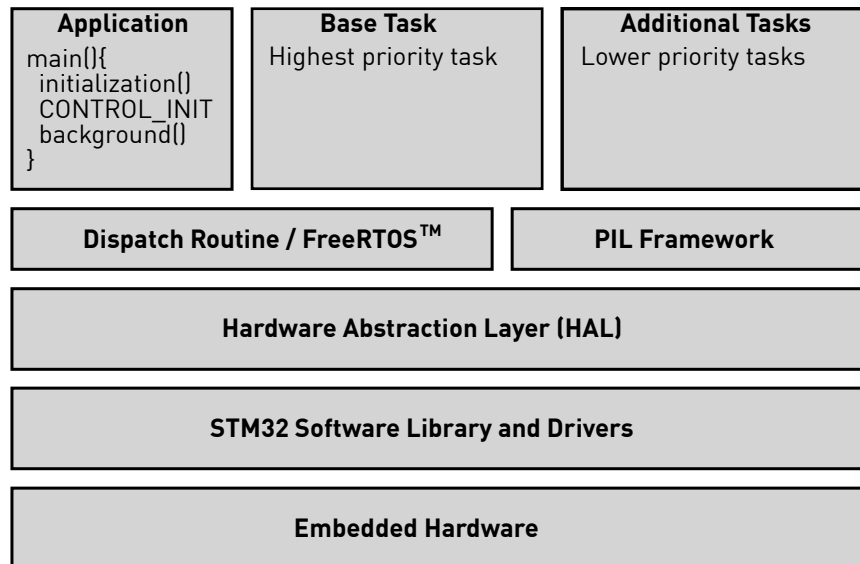 Application
main(){
initialization()
CONTROL_INIT
background()
}
Base Task
Highest priority task
Additional Tasks
Lower priority tasks
Dispatch Routine / FreeRTOS™
PIL Framework
Hardware Abstraction Layer (HAL)
STM32 Software Library and Drivers
Embedded Hardware